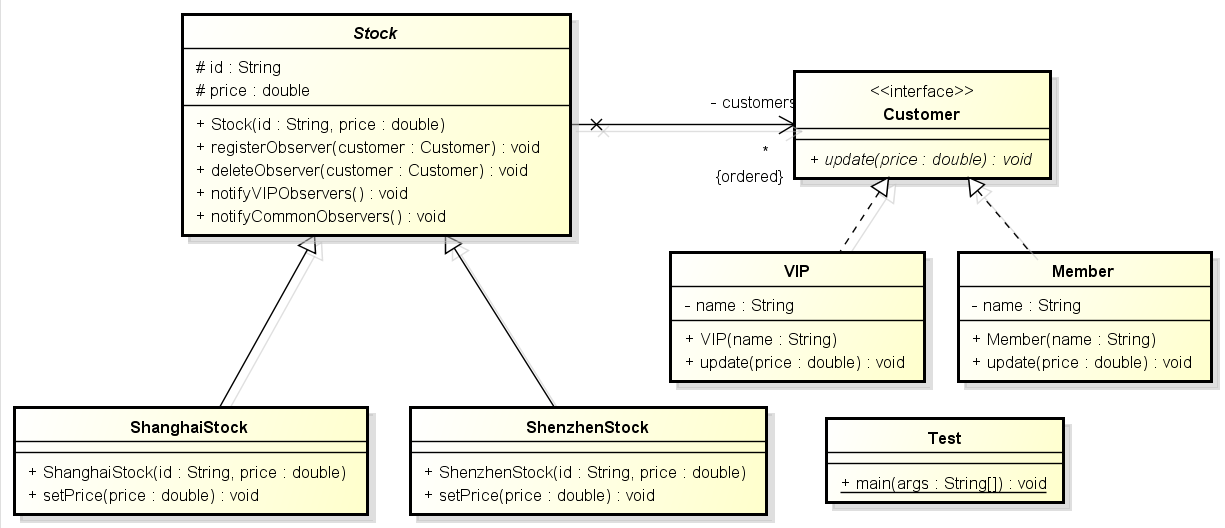 Stock
# id : String
# price : double
+ Stock(id : String, price : double)
+ registerObserver(customer : Customer) : void
+ deleteObserver(customer : Customer) : void
+ notifyVIPObservers() : void
+ notifyCommonObservers() : void
- customers
*
{ordered}
<<interface>>
Customer
+ update(price : double) : void
VIP
- name : String
+ VIP(name : String)
+ update(price : double) : void
Member
- name : String
+ Member(name : String)
+ update(price : double) : void
ShanghaiStock
+ ShanghaiStock(id : String, price : double)
+ setPrice(price : double) : void
ShenzhenStock
+ ShenzhenStock(id : String, price : double)
+ setPrice(price : double) : void
Test
+ main(args : String[]) : void